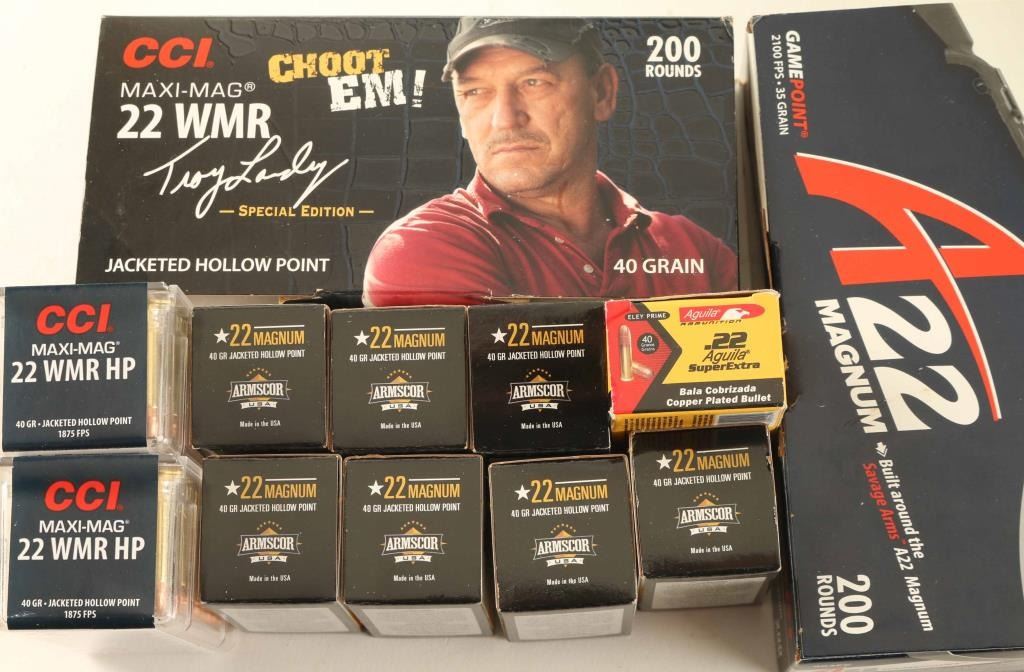 CCI
MAXI-MAG®
22 WMR
CHOOT
EM!
200
ROUNDS
Troy Landry
SPECIAL EDITION
JACKETED HOLLOW POINT
40 GRAIN
GAMEPOINT®
2100 FPS • 35 GRAIN
A22
MAGNUM
Built around the
Savage Arms® A22 Magnum
200
ROUNDS
CCI
MAXI-MAG®
22 WMR HP
40 GR • JACKETED HOLLOW POINT
1875 FPS
★22 MAGNUM
40 GR JACKETED HOLLOW POINT
ARMSCOR
USA
Made in the USA
★22 MAGNUM
40 GR JACKETED HOLLOW POINT
ARMSCOR
USA
Made in the USA
★22 MAGNUM
40 GR JACKETED HOLLOW POINT
ARMSCOR
USA
Made in the USA
ELEY PRIME
Aguila®
AMMUNITION
40
Grains
.22
Aguila
SuperExtra
Bala Cobrizada
Copper Plated Bullet
CCI
MAXI-MAG®
22 WMR HP
40 GR • JACKETED HOLLOW POINT
1875 FPS
★22 MAGNUM
40 GR JACKETED HOLLOW POINT
ARMSCOR
USA
Made in the USA
★22 MAGNUM
40 GR JACKETED HOLLOW POINT
ARMSCOR
USA
Made in the USA
★22 MAGNUM
40 GR JACKETED HOLLOW POINT
ARMSCOR
USA
Made in the USA
★22 MAGNUM
40 GR JACKETED HOLLOW POINT
ARMSCOR
USA
Made in the USA